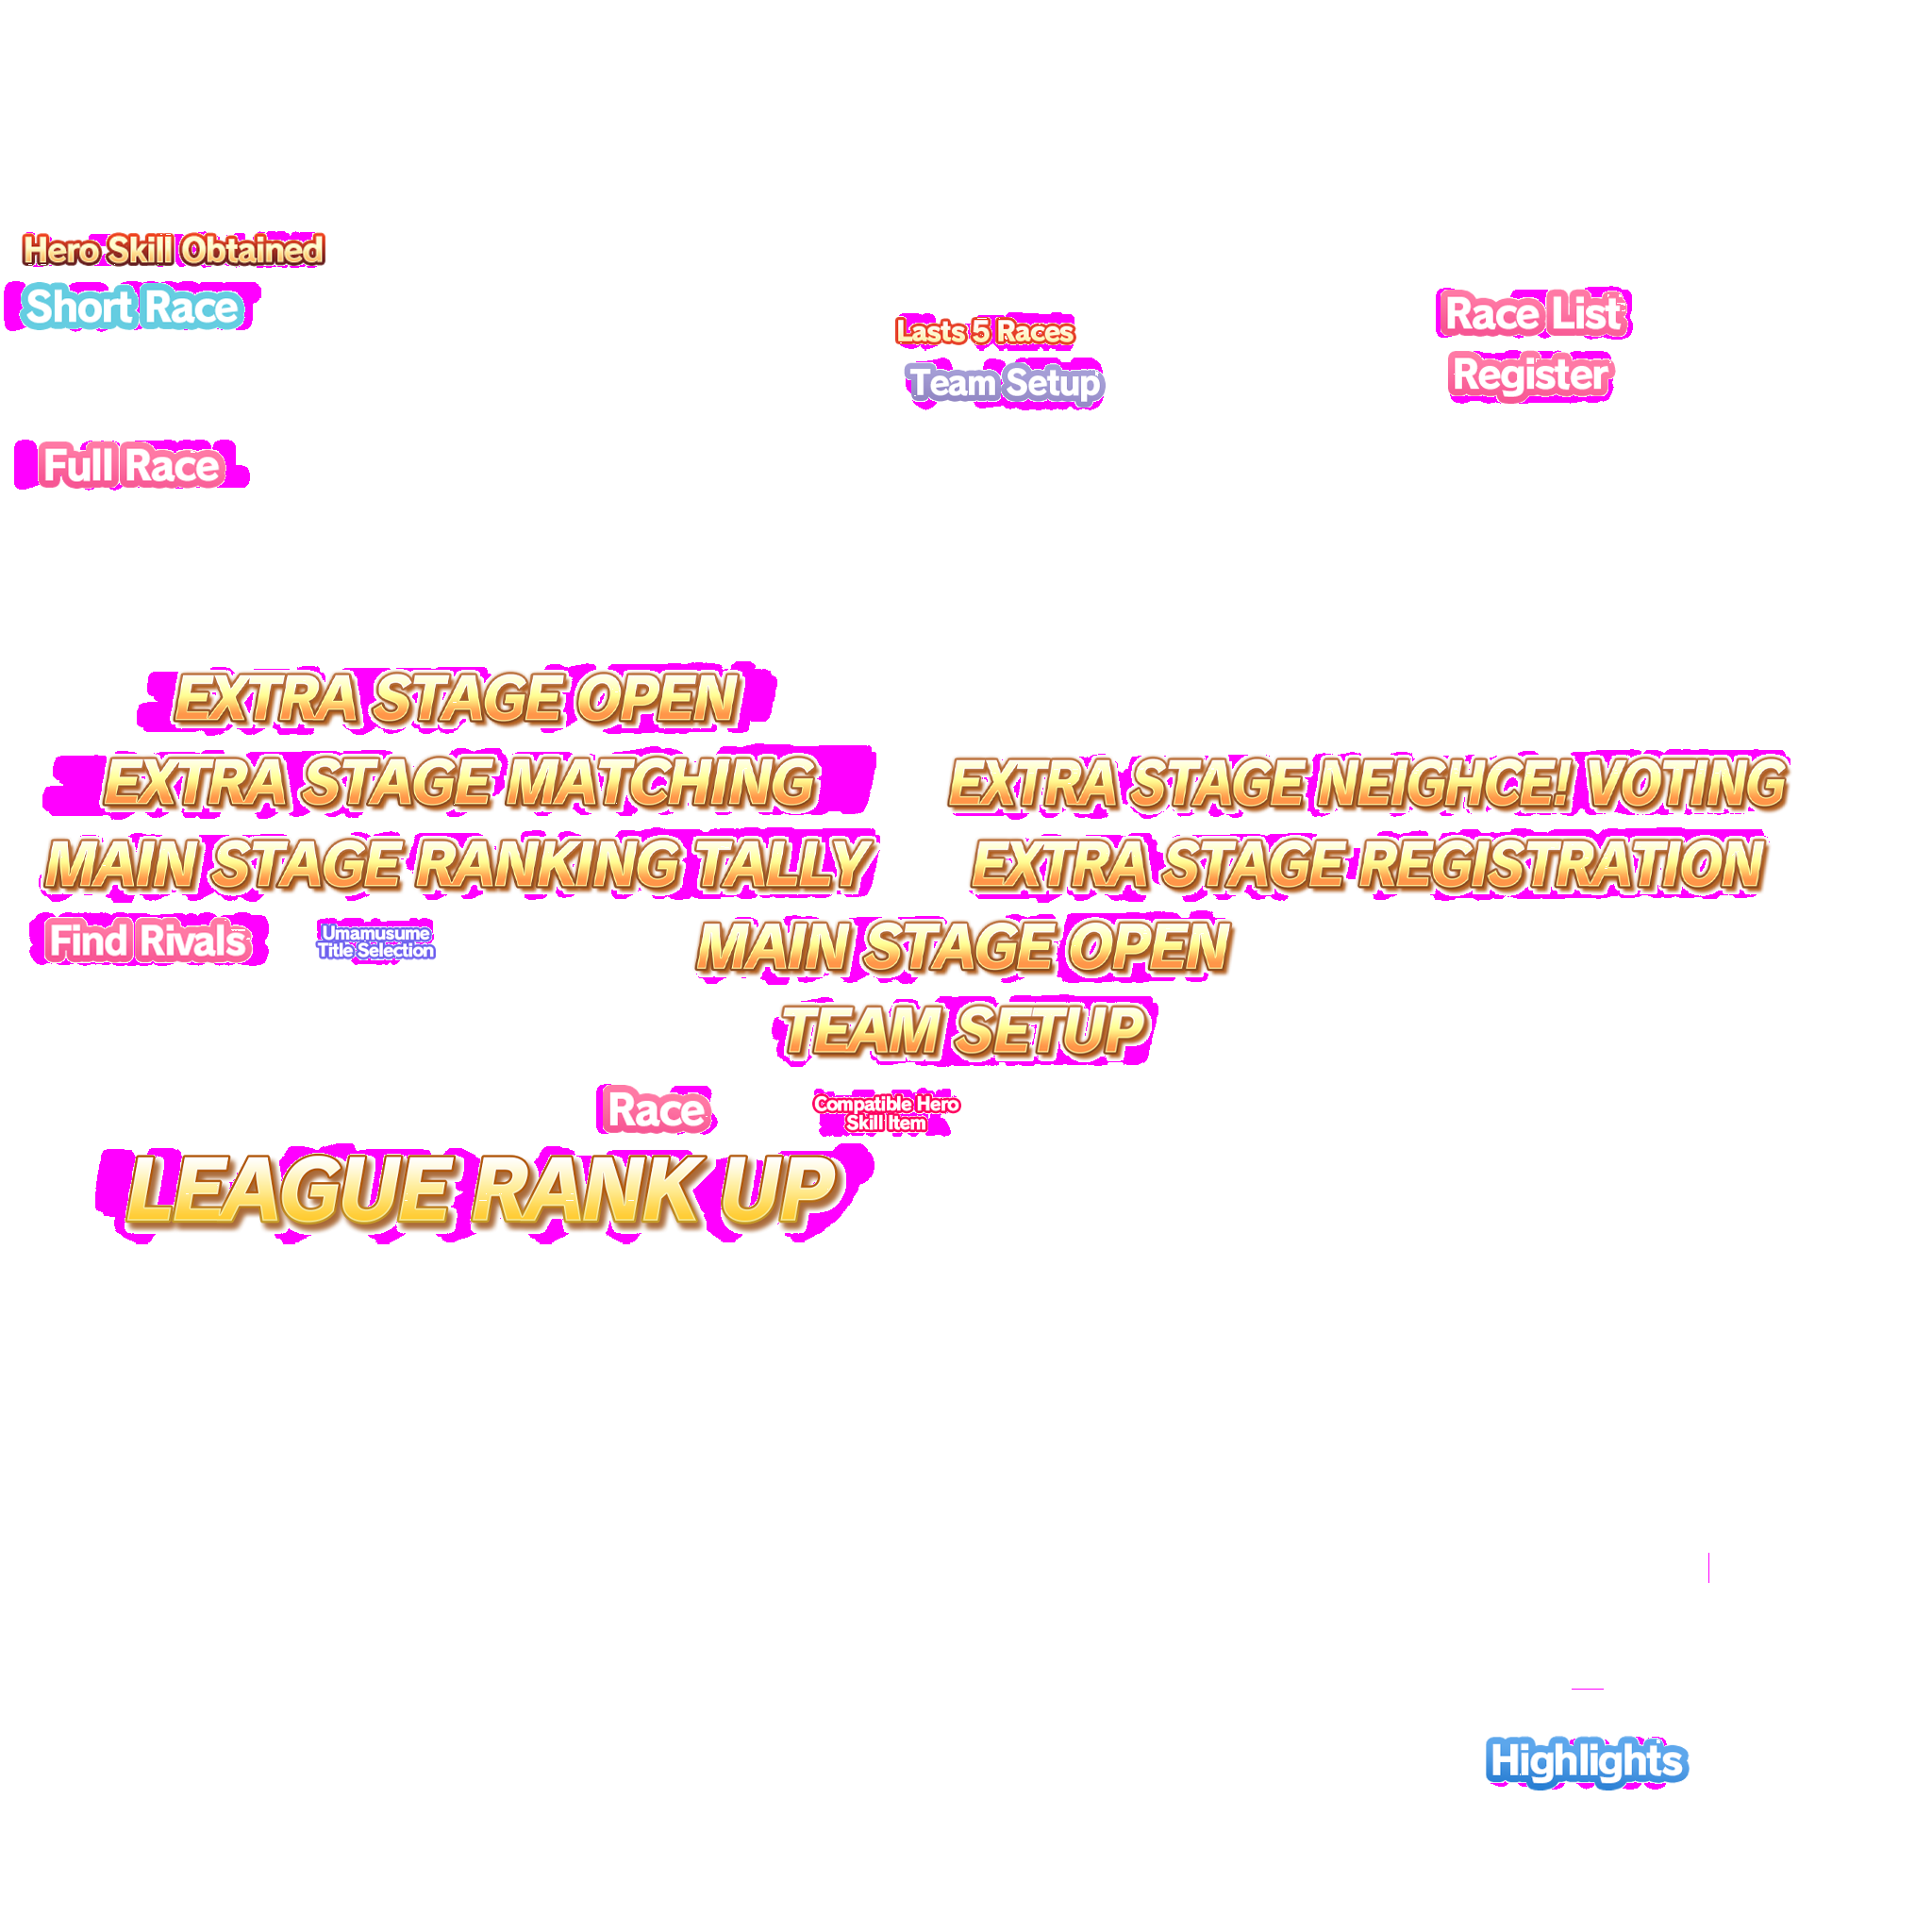 Hero Skill Obtained
Short Race
Race List
Lasts 5 Races
Team Setup
Register
Full Race
EXTRA STAGE OPEN
EXTRA STAGE MATCHING
EXTRA STAGE NEIGHCE! VOTING
MAIN STAGE RANKING TALLY
EXTRA STAGE REGISTRATION
Find Rivals
Umamusume
Title Selection
MAIN STAGE OPEN
TEAM SETUP
Race
Compatible Hero
Skill Item
LEAGUE RANK UP
Highlights